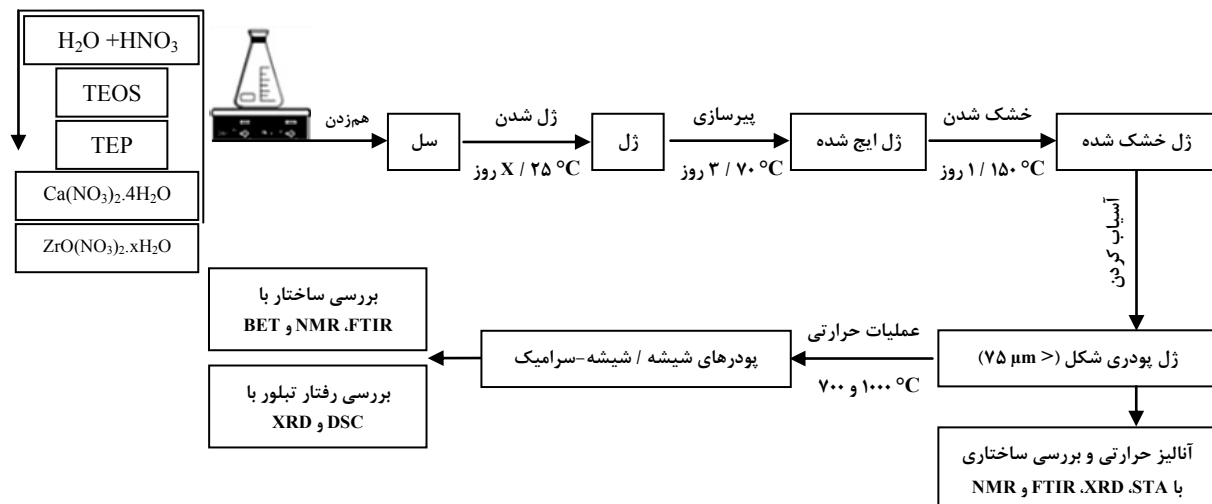 H₂O +HNO₃
TEOS
TEP
Ca(NO₃)₂.4H₂O
ZrO(NO₃)₂.xH₂O
هم‌زدن
سل
ژل شدن
۲۵ °C / X روز
ژل
پیرسازی
۷۰ °C / ۳ روز
ژل ایج شده
خشک شدن
۱۵۰ °C / ۱ روز
ژل خشک شده
آسیاب کردن
ژل پودری شکل (< ۷۵ µm)
عملیات حرارتی
۷۰۰ و ۱۰۰۰ °C
پودرهای شیشه / شیشه-سرامیک
بررسی ساختار با
FTIR، NMR و BET
بررسی رفتار تبلور با
DSC و XRD
آنالیز حرارتی و بررسی ساختاری
با STA، XRD، FTIR و NMR